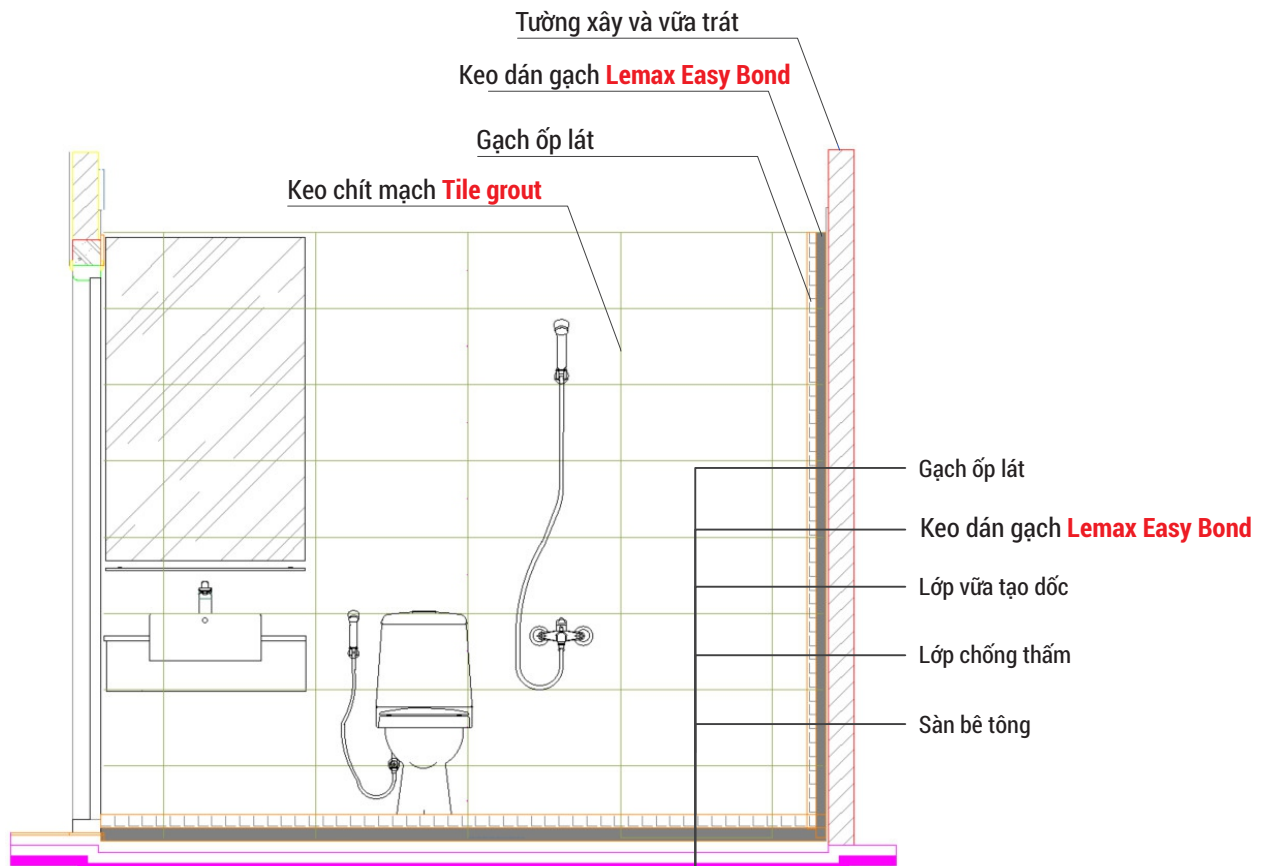 Tường xây và vữa trát
Keo dán gạch Lemax Easy Bond
Gạch ốp lát
Keo chít mạch Tile grout
Gạch ốp lát
Keo dán gạch Lemax Easy Bond
Lớp vữa tạo dốc
Lớp chống thấm
Sàn bê tông